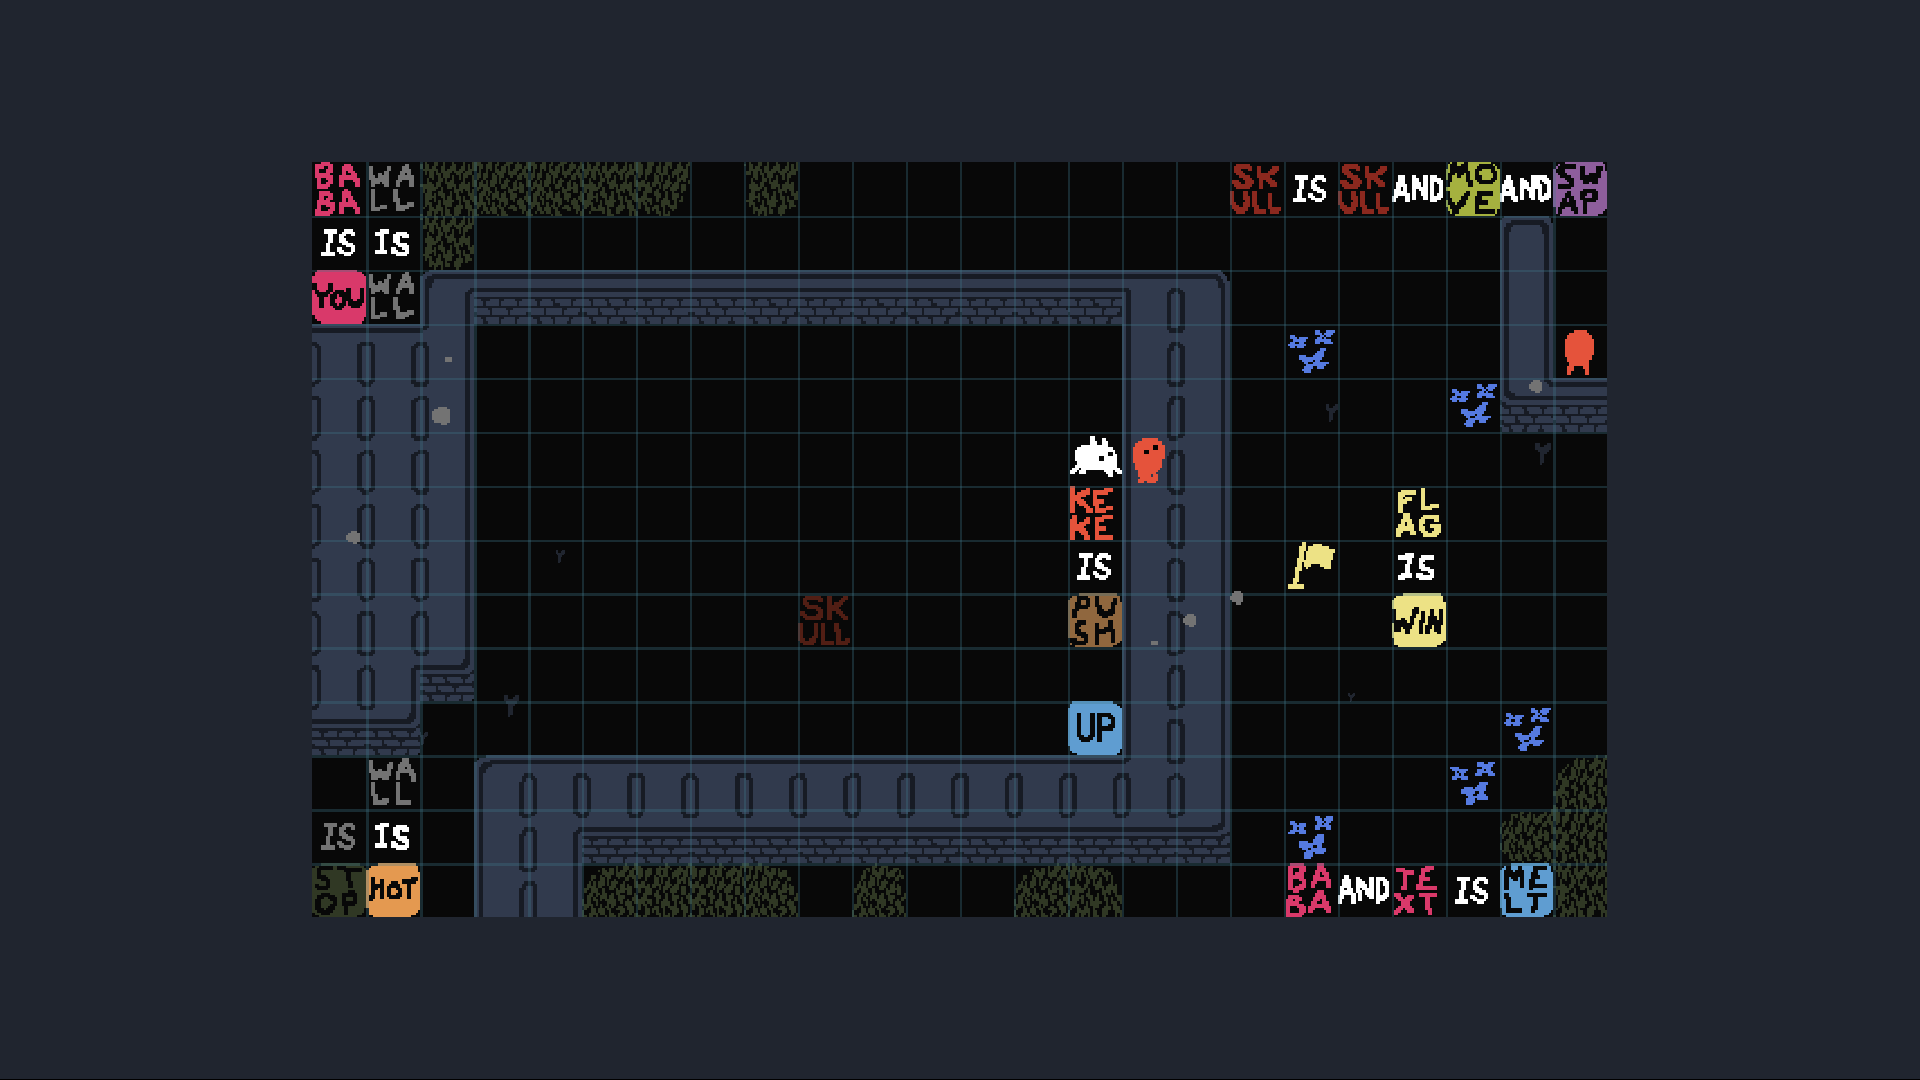 BABA WALL SKULL IS SKULL AND MOVE AND SWAP
IS IS
YOU WALL
KEKE FLAG
IS IS
SKULL PUSH WIN
UP
WALL
IS IS
STOP HOT BABA AND TEXT IS MELT